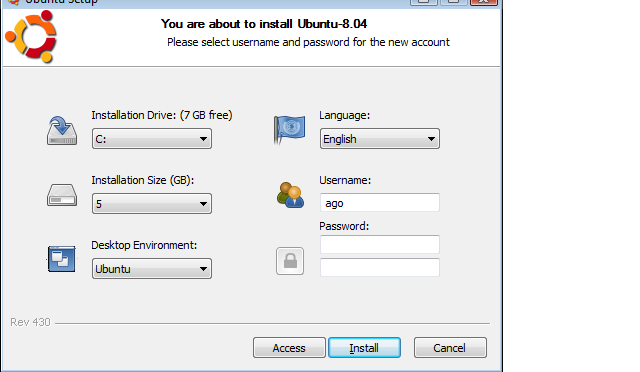 Ubuntu Setup
You are about to install Ubuntu-8.04
Please select username and password for the new account
Installation Drive: (7 GB free)
C:
Language:
English
Installation Size (GB):
5
Username:
ago
Password:
Desktop Environment:
Ubuntu
Rev 430
Access
Install
Cancel